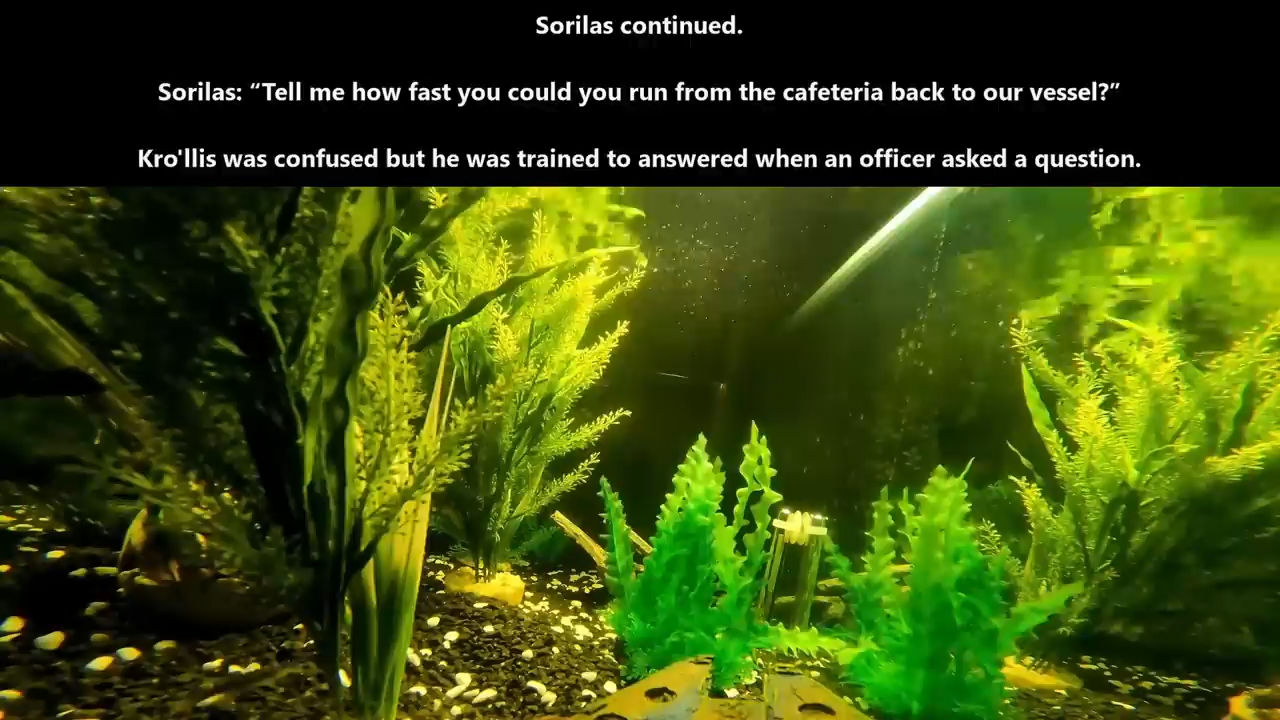 Sorilas continued.
Sorilas: “Tell me how fast you could you run from the cafeteria back to our vessel?”
Kro'llis was confused but he was trained to answered when an officer asked a question.